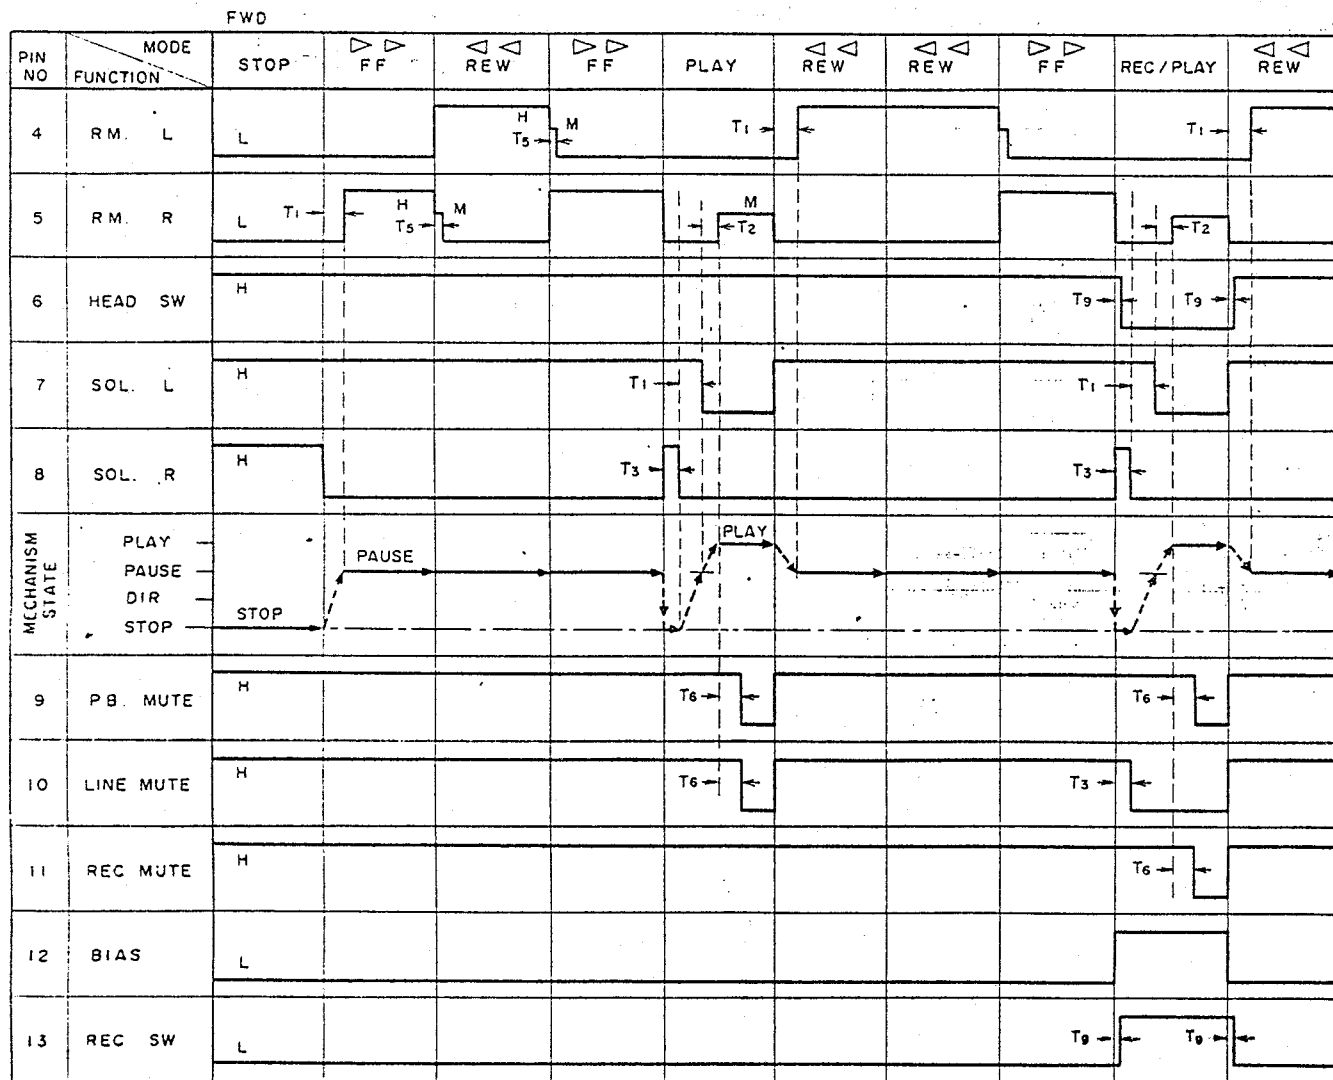 FWD
PIN NO
MODE
FUNCTION
STOP
FF
REW
FF
PLAY
REW
REW
FF
REC/PLAY
REW
4 RM. L L H T5 M T1 T1
5 RM. R L T1 H T5 M M T2 T2
6 HEAD SW H T9 T9
7 SOL. L H T1 T1
8 SOL. R H T3 T3
MECHANISM STATE
PLAY PLAY
PAUSE PAUSE
DIR
STOP STOP
9 PB. MUTE H T6 T6
10 LINE MUTE H T6 T3
11 REC MUTE H T6
12 BIAS L
13 REC SW L T9 T9